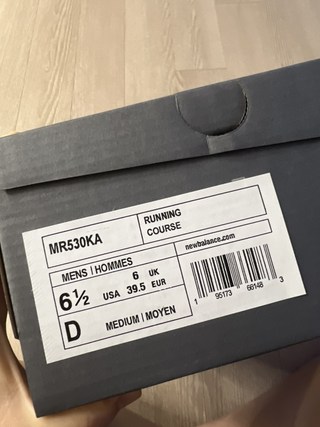 MR530KA
RUNNING
COURSE
newbalance.com
MENS | HOMMES
6½ USA 6 UK
39.5 EUR
D MEDIUM | MOYEN
1 95173 66148 3